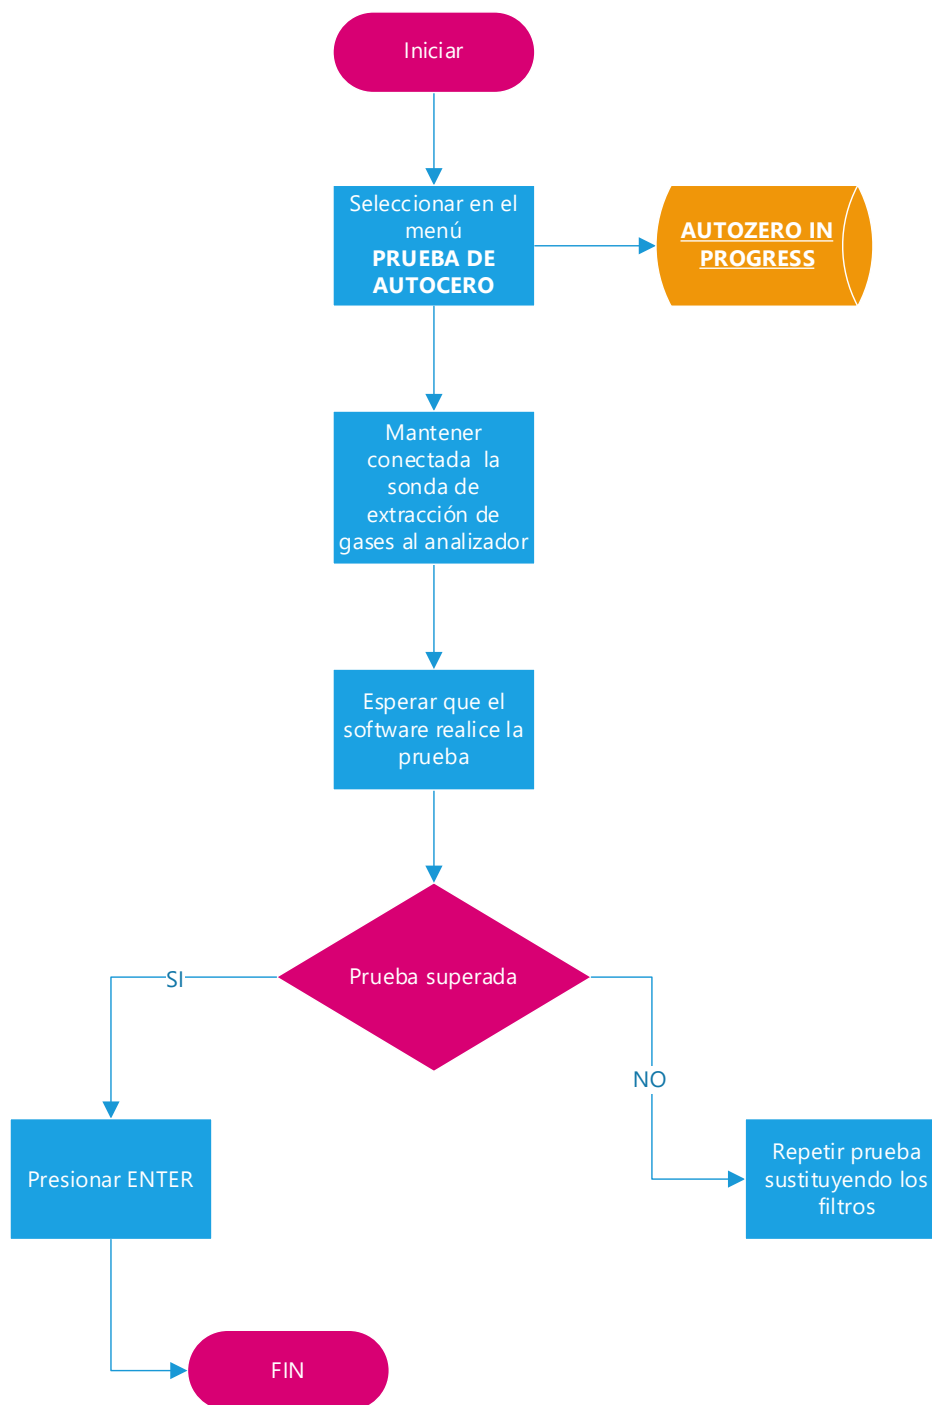 Iniciar
Seleccionar en el
menú
PRUEBA DE
AUTOCERO
AUTOZERO IN
PROGRESS
Mantener
conectada  la
sonda de
extracción de
gases al analizador
Esperar que el
software realice la
prueba
Prueba superada
SI
NO
Presionar ENTER
Repetir prueba
sustituyendo los
filtros
FIN